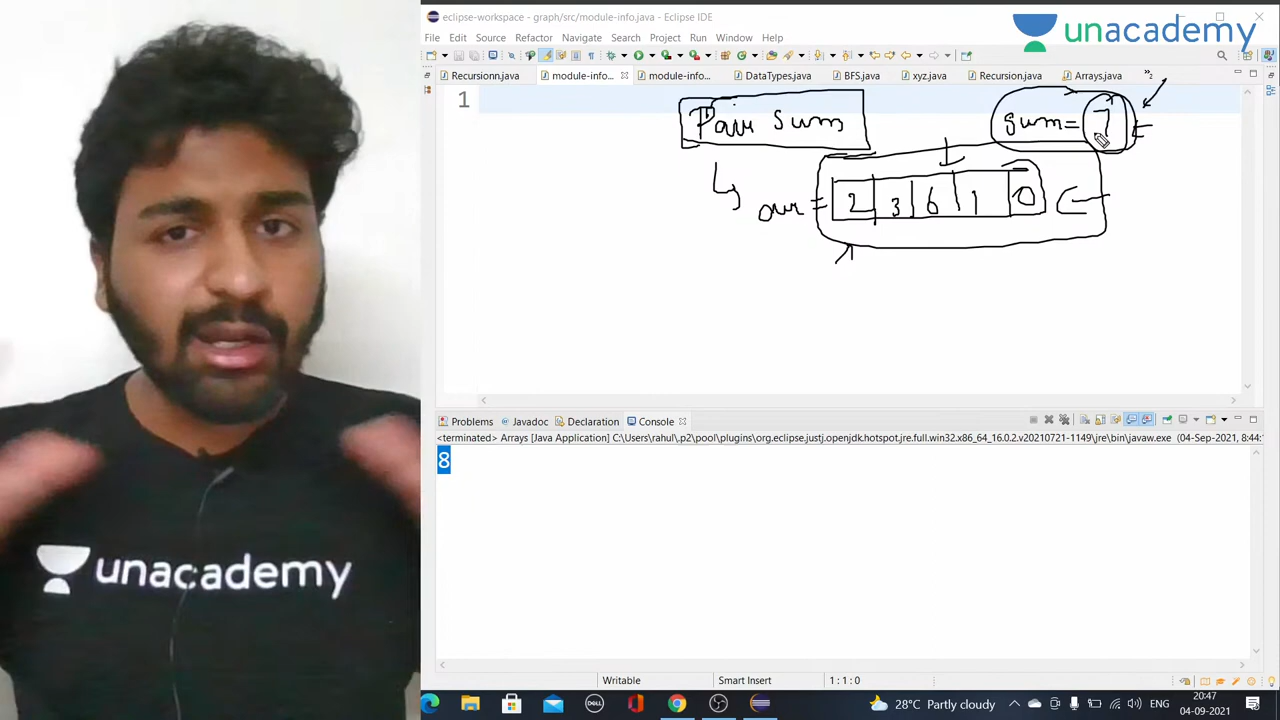 eclipse-workspace - graph/src/module-info.java - Eclipse IDE
unacademy
File Edit Source Refactor Navigate Search Project Run Window Help
Recursionn.java module-info... module-info... DataTypes.java BFS.java xyz.java Recursion.java Arrays.java »2
1
Pair Sum
sum= 7
arr = 2 3 6 1 0
Problems Javadoc Declaration Console
<terminated> Arrays [Java Application] C:\Users\rahul\.p2\pool\plugins\org.eclipse.justj.openjdk.hotspot.jre.full.win32.x86_64_16.0.2.v20210721-1149\jre\bin\javaw.exe (04-Sep-2021, 8:44:
8
unacademy
Writable Smart Insert 1 : 1 : 0
28°C Partly cloudy ENG 20:47
04-09-2021
DELL